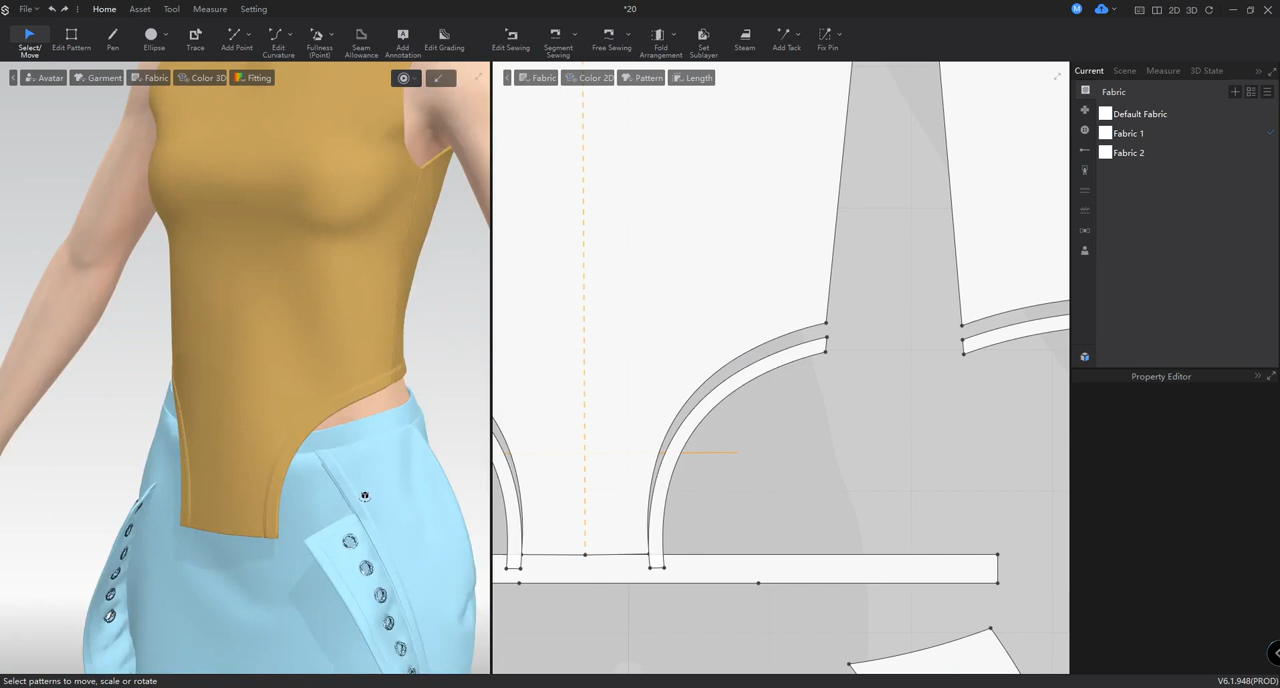 File
Home
Asset
Tool
Measure
Setting
*20
M
2D
3D
Select/
Move
Edit Pattern
Pen
Ellipse
Trace
Add Point
Edit
Curvature
Fullness
(Point)
Seam
Allowance
Add
Annotation
Edit Grading
Edit Sewing
Segment
Sewing
Free Sewing
Fold
Arrangement
Set
Sublayer
Steam
Add Tack
Fix Pin
Avatar
Garment
Fabric
Color 3D
Fitting
Fabric
Color 2D
Pattern
Length
Current
Scene
Measure
3D State
Fabric
Default Fabric
Fabric 1
Fabric 2
Property Editor
Select patterns to move, scale or rotate
V6.1.948(PROD)